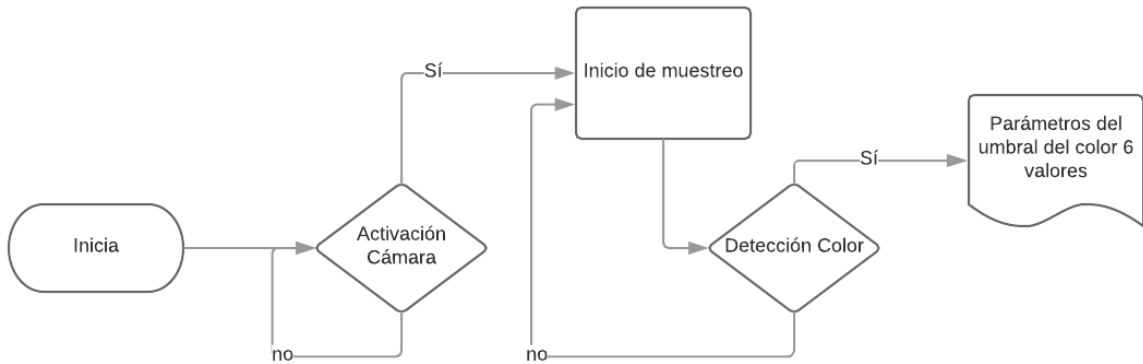 Inicia
Activación
Cámara
Sí
no
Inicio de muestreo
Detección Color
Sí
no
Parámetros del
umbral del color 6
valores